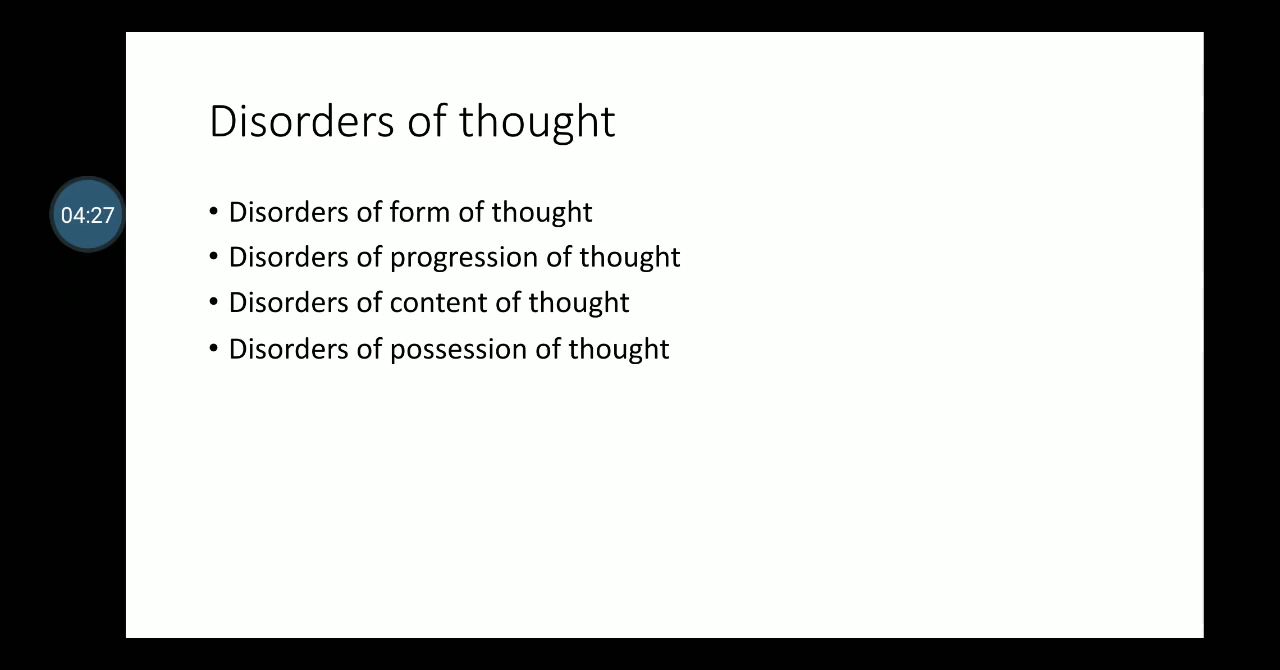 Disorders of thought
04:27
• Disorders of form of thought
• Disorders of progression of thought
• Disorders of content of thought
• Disorders of possession of thought